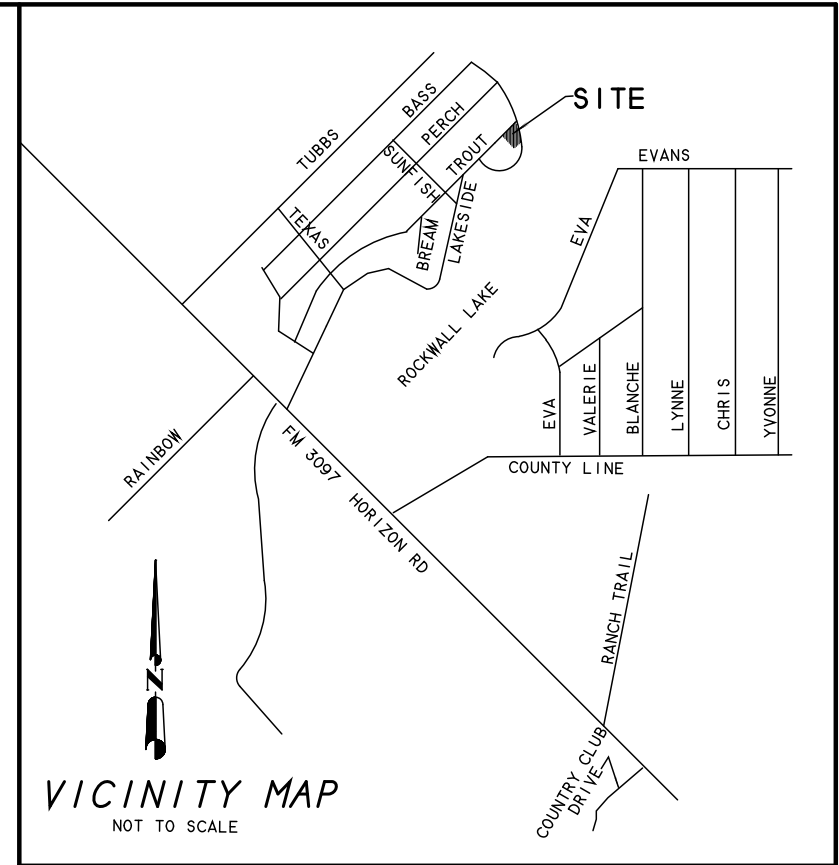 SITE
BASS
TUBBS
PERCH
SUNFISH
TROUT
EVANS
TEXAS
BREAM
LAKESIDE
EVA
ROCKWALL LAKE
EVA
VALERIE
BLANCHE
LYNNE
CHRIS
YVONNE
RAINBOW
FM 3097 HORIZON RD
COUNTY LINE
RANCH TRAIL
N
COUNTRY CLUB
DRIVE
VICINITY MAP
NOT TO SCALE